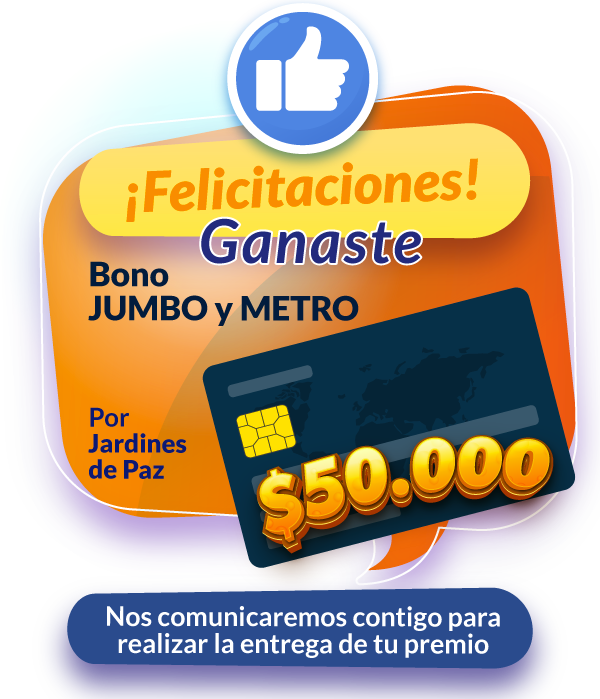 ¡Felicitaciones!
Ganaste
Bono
JUMBO y METRO
Por
Jardines
de Paz
$50.000
Nos comunicaremos contigo para
realizar la entrega de tu premio